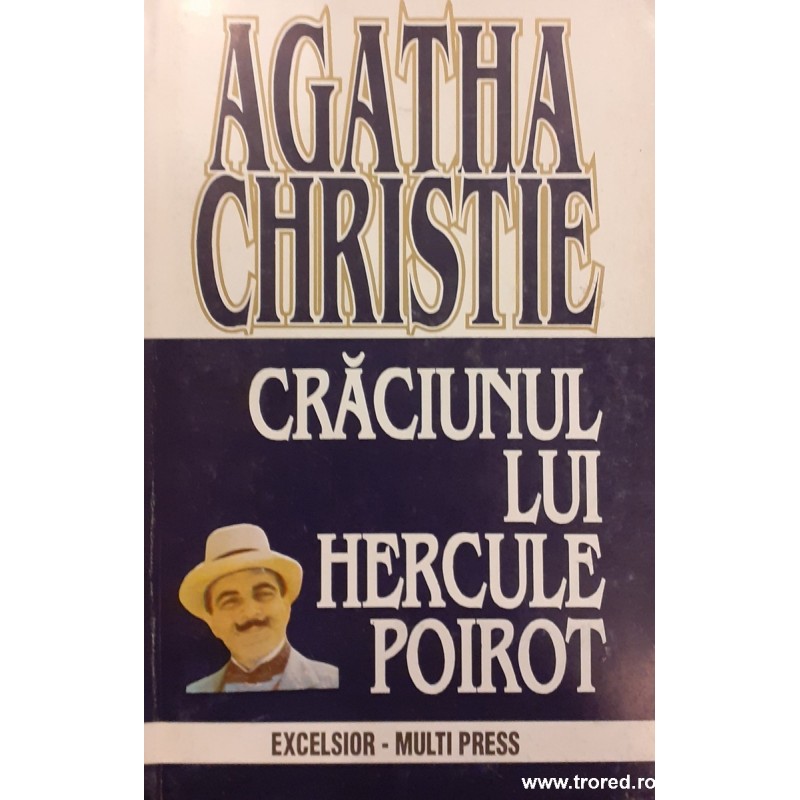 AGATHA
CHRISTIE
CRĂCIUNUL
LUI
HERCULE
POIROT
EXCELSIOR - MULTI PRESS
www.trored.ro